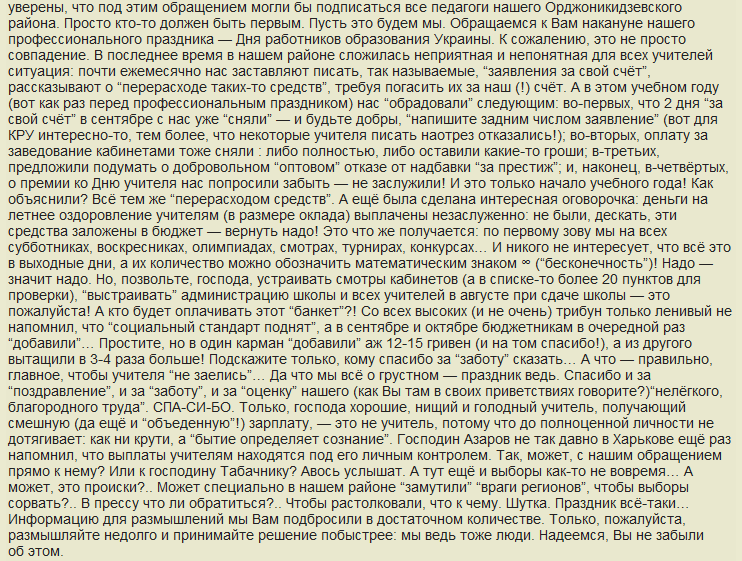 уверены, что под этим обращением могли бы подписаться все педагоги нашего Орджоникидзевского
района. Просто кто-то должен быть первым. Пусть это будем мы. Обращаемся к Вам накануне нашего
профессионального праздника — Дня работников образования Украины. К сожалению, это не просто
совпадение. В последнее время в нашем районе сложилась неприятная и непонятная для всех учителей
ситуация: почти ежемесячно нас заставляют писать, так называемые, “заявления за свой счёт”,
рассказывают о “перерасходе таких-то средств”, требуя погасить их за наш (!) счёт. А в этом учебном году
(вот как раз перед профессиональным праздником) нас “обрадовали” следующим: во-первых, что 2 дня “за
свой счёт” в сентябре с нас уже “сняли” — и будьте добры, “напишите задним числом заявление” (вот для
КРУ интересно-то, тем более, что некоторые учителя писать наотрез отказались!); во-вторых, оплату за
заведование кабинетами тоже сняли : либо полностью, либо оставили какие-то гроши; в-третьих,
предложили подумать о добровольном “оптовом” отказе от надбавки “за престиж”; и, наконец, в-четвёртых,
о премии ко Дню учителя нас попросили забыть — не заслужили! И это только начало учебного года! Как
объяснили? Всё тем же “перерасходом средств”. А ещё была сделана интересная оговорочка: деньги на
летнее оздоровление учителям (в размере оклада) выплачены незаслуженно: не были, дескать, эти
средства заложены в бюджет — вернуть надо! Это что же получается: по первому зову мы на всех
субботниках, воскресниках, олимпиадах, смотрах, турнирах, конкурсах… И никого не интересует, что всё это
в выходные дни, а их количество можно обозначить математическим знаком ∞ (“бесконечность”)! Надо —
значит надо. Но, позвольте, господа, устраивать смотры кабинетов (а в списке-то более 20 пунктов для
проверки), “выстраивать” администрацию школы и всех учителей в августе при сдаче школы — это
пожалуйста! А кто будет оплачивать этот “банкет”?! Со всех высоких (и не очень) трибун только ленивый не
напомнил, что “социальный стандарт поднят”, а в сентябре и октябре бюджетникам в очередной раз
“добавили”… Простите, но в один карман “добавили” аж 12-15 гривен (и на том спасибо!), а из другого
вытащили в 3-4 раза больше! Подскажите только, кому спасибо за “заботу” сказать… А что — правильно,
главное, чтобы учителя “не заелись”… Да что мы всё о грустном — праздник ведь. Спасибо и за
“поздравление”, и за “заботу”, и за “оценку” нашего (как Вы там в своих приветствиях говорите?)“нелёгкого,
благородного труда”. СПА-СИ-БО. Только, господа хорошие, нищий и голодный учитель, получающий
смешную (да ещё и “объеденную”!) зарплату, — это не учитель, потому что до полноценной личности не
дотягивает: как ни крути, а “бытие определяет сознание”. Господин Азаров не так давно в Харькове ещё раз
напомнил, что выплаты учителям находятся под его личным контролем. Так, может, с нашим обращением
прямо к нему? Или к господину Табачнику? Авось услышат. А тут ещё и выборы как-то не вовремя… А
может, это происки?.. Может специально в нашем районе “замутили” “враги регионов”, чтобы выборы
сорвать?.. В прессу что ли обратиться?.. Чтобы растолковали, что к чему. Шутка. Праздник всё-таки…
Информацию для размышлений мы Вам подбросили в достаточном количестве. Только, пожалуйста,
размышляйте недолго и принимайте решение побыстрее: мы ведь тоже люди. Надеемся, Вы не забыли
об этом.